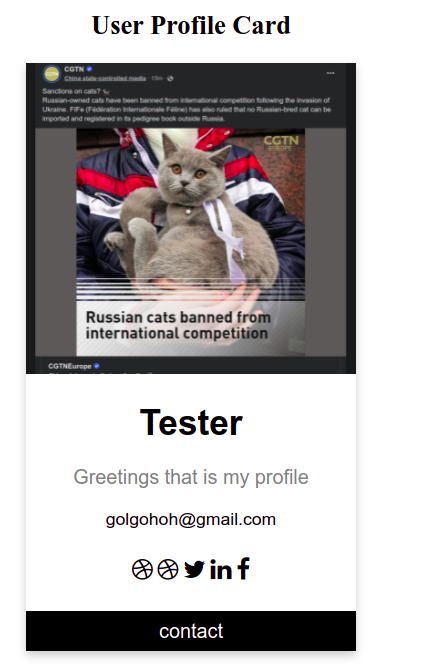 User Profile Card
CGTN
China state-controlled media · 15m
Sanctions on cats?
Russian-owned cats have been banned from international competition following the invasion of
Ukraine. FIFe (Fédération Internationale Féline) has also ruled that no Russian-bred cat can be
imported and registered in its pedigree book outside Russia.
CGTN
EUROPE
Russian cats banned from
international competition
CGTNEurope
Tester
Greetings that is my profile
golgohoh@gmail.com
contact